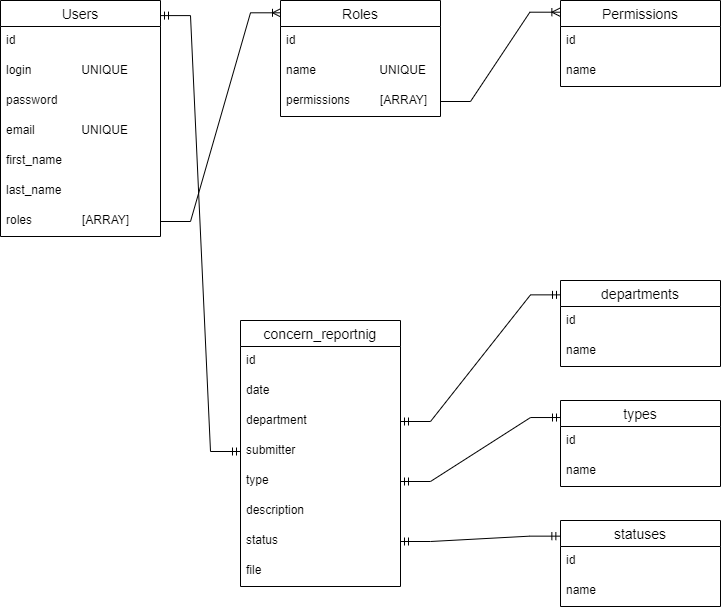 Users
id
login UNIQUE
password
email UNIQUE
first_name
last_name
roles [ARRAY]
Roles
id
name UNIQUE
permissions [ARRAY]
Permissions
id
name
concern_reportnig
id
date
department
submitter
type
description
status
file
departments
id
name
types
id
name
statuses
id
name